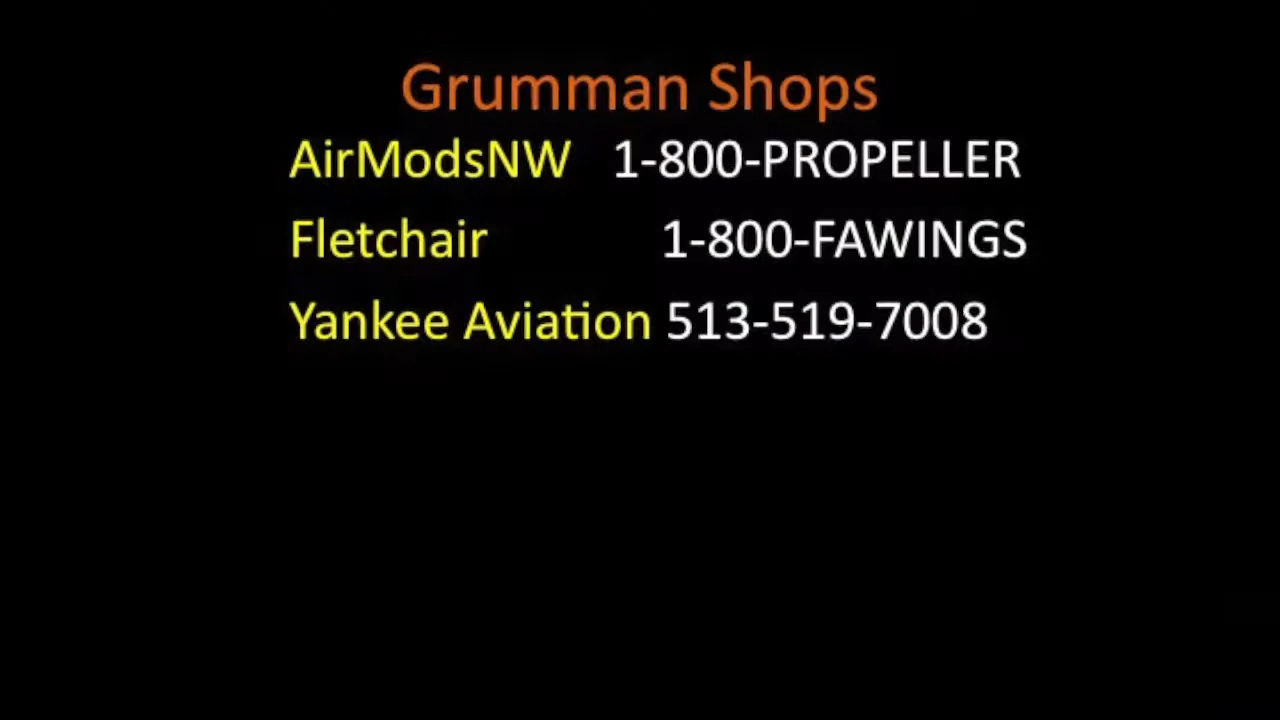 Grumman Shops
AirModsNW 1-800-PROPELLER
Fletchair 1-800-FAWINGS
Yankee Aviation 513-519-7008